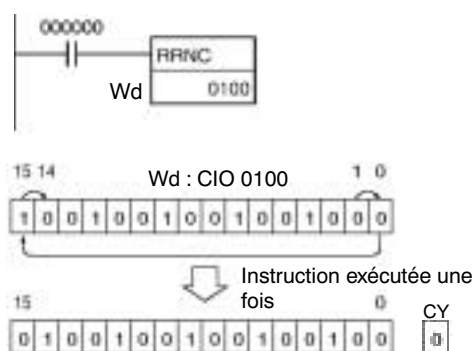 000000
RRNC
Wd 0100
15 14 Wd : CIO 0100 1 0
1 0 0 1 0 0 1 0 0 1 0 0 1 0 0 0
Instruction exécutée une
fois
15 0 CY
0 1 0 0 1 0 0 1 0 0 1 0 0 1 0 0 0